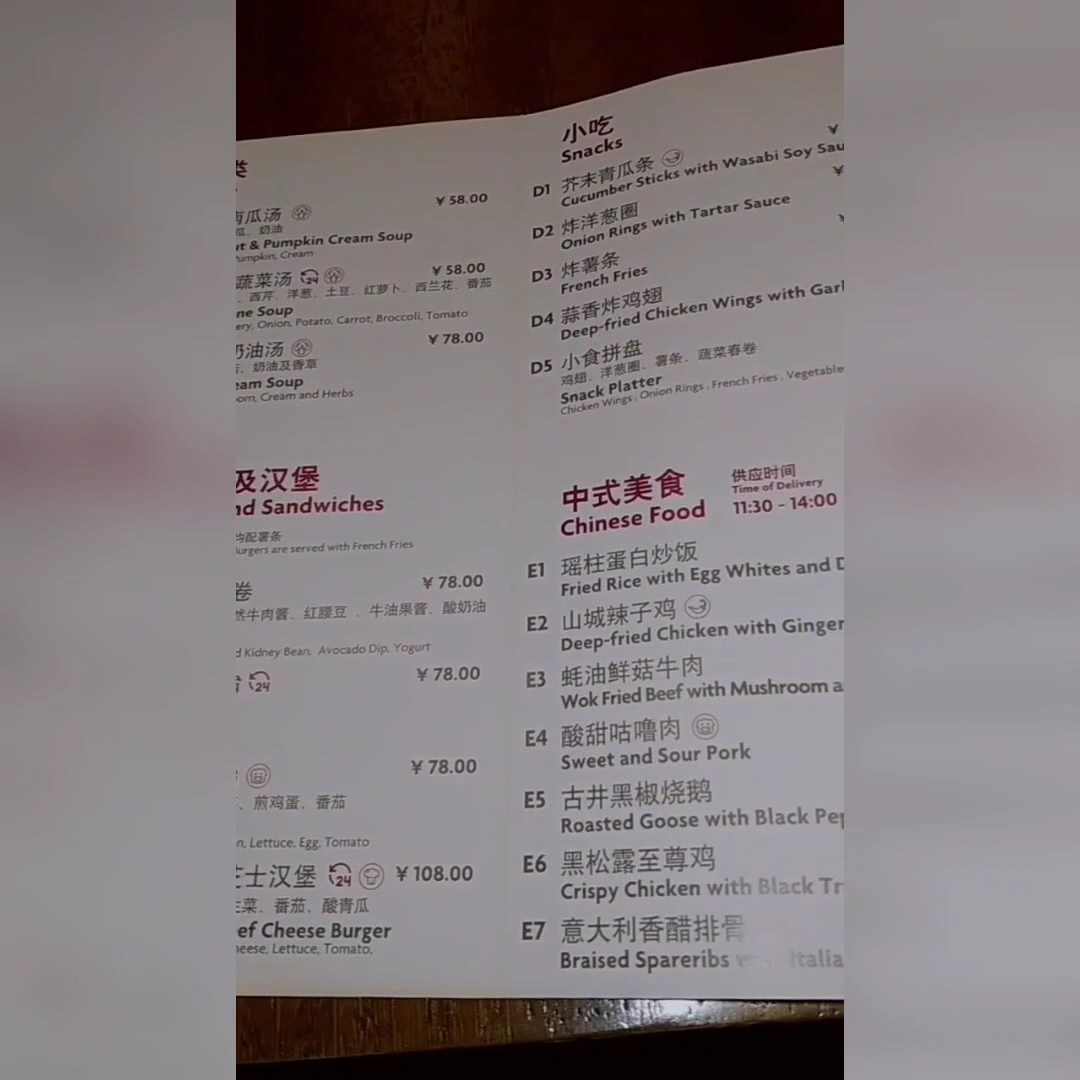 类
¥ 58.00
青瓜汤
瓜、奶油
& Pumpkin Cream Soup
Pumpkin, Cream
¥ 58.00
蔬菜汤 24
、西芹、洋葱、土豆、红萝卜、西兰花、番茄
Soup
Onion, Potato, Carrot, Broccoli, Tomato
¥ 78.00
奶油汤
、奶油及香草
Soup
Cream and Herbs
及汉堡
Sandwiches
均配薯条
Burgers are served with French Fries
卷
¥ 78.00
然牛肉酱、红腰豆、牛油果酱、酸奶油
Kidney Bean, Avocado Dip, Yogurt
24
¥ 78.00
¥ 78.00
、煎鸡蛋、番茄
Lettuce, Egg, Tomato
芝士汉堡 24 ¥ 108.00
生菜、番茄、酸青瓜
Cheese Burger
Lettuce, Tomato,
小吃
Snacks
¥
D1 芥末青瓜条
Cucumber Sticks with Wasabi Soy
¥
D2 炸洋葱圈
Onion Rings with Tartar Sauce
D3 炸薯条
French Fries
D4 蒜香炸鸡翅
Deep-fried Chicken Wings with
D5 小食拼盘
鸡翅、洋葱圈、薯条、蔬菜春卷
Snack Platter
Chicken Wings , Onion Rings , French Fries , Vegetable
中式美食
Chinese Food
供应时间
Time of Delivery
11:30 - 14:00
E1 瑶柱蛋白炒饭
Fried Rice with Egg Whites and
E2 山城辣子鸡
Deep-fried Chicken with Ginger
E3 蚝油鲜菇牛肉
Wok Fried Beef with Mushroom
E4 酸甜咕噜肉
Sweet and Sour Pork
E5 古井黑椒烧鹅
Roasted Goose with Black
E6 黑松露至尊鸡
Crispy Chicken with Black
E7 意大利香醋排骨
Braised Spareribs